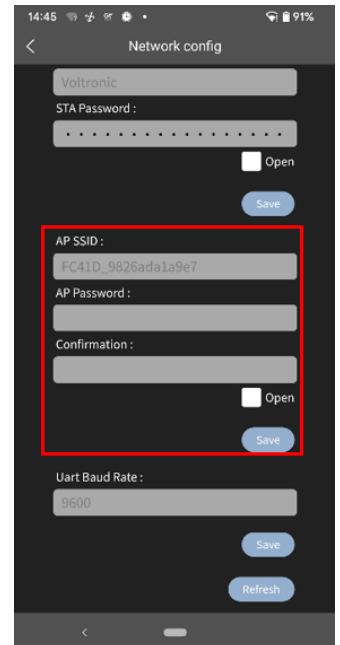 14:45 91%
Network config
Voltronic
STA Password :
Open
Save
AP SSID :
FC41D_9826ada1a9e7
AP Password :
Confirmation :
Open
Save
Uart Baud Rate :
9600
Save
Refresh